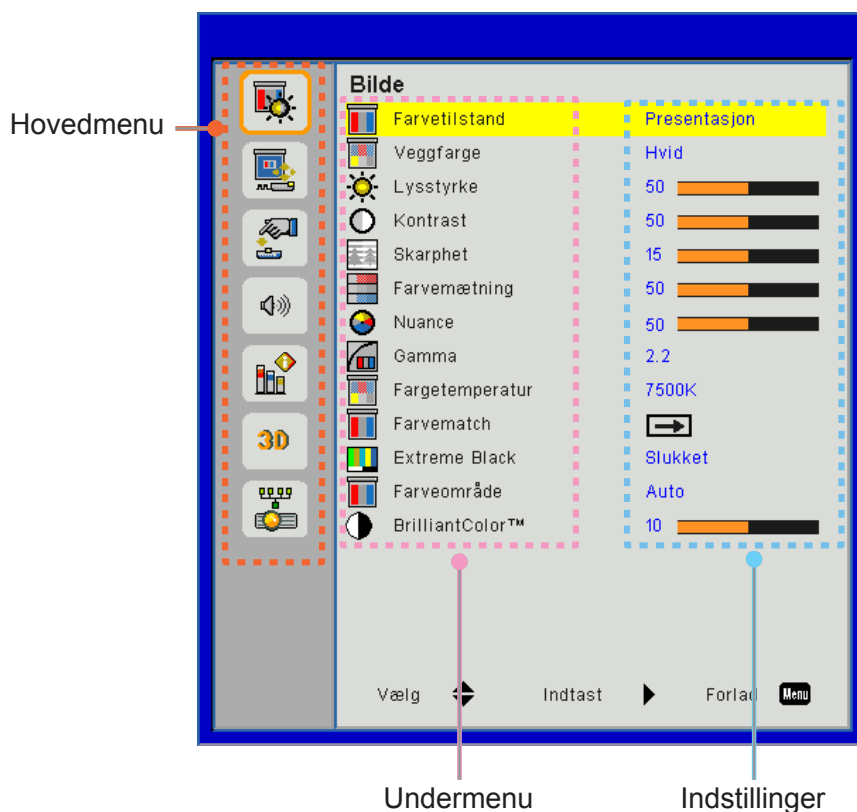 Bilde
Hovedmenu
Farvetilstand Presentasjon
Veggfarge Hvid
Lysstyrke 50
Kontrast 50
Skarphet 15
Farvemætning 50
Nuance 50
Gamma 2.2
Fargetemperatur 7500K
Farvematch
3D
Extreme Black Slukket
Farveområde Auto
BrilliantColor™ 10
Vælg Indtast Forlad Menu
Undermenu Indstillinger